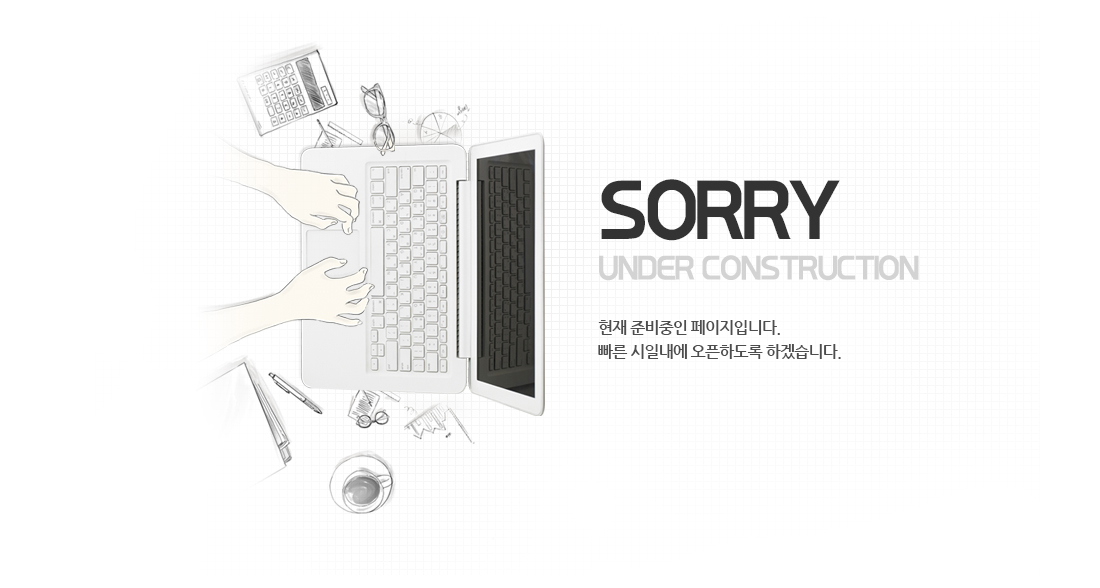 SORRY
UNDER CONSTRUCTION
현재 준비중인 페이지입니다.
빠른 시일내에 오픈하도록 하겠습니다.